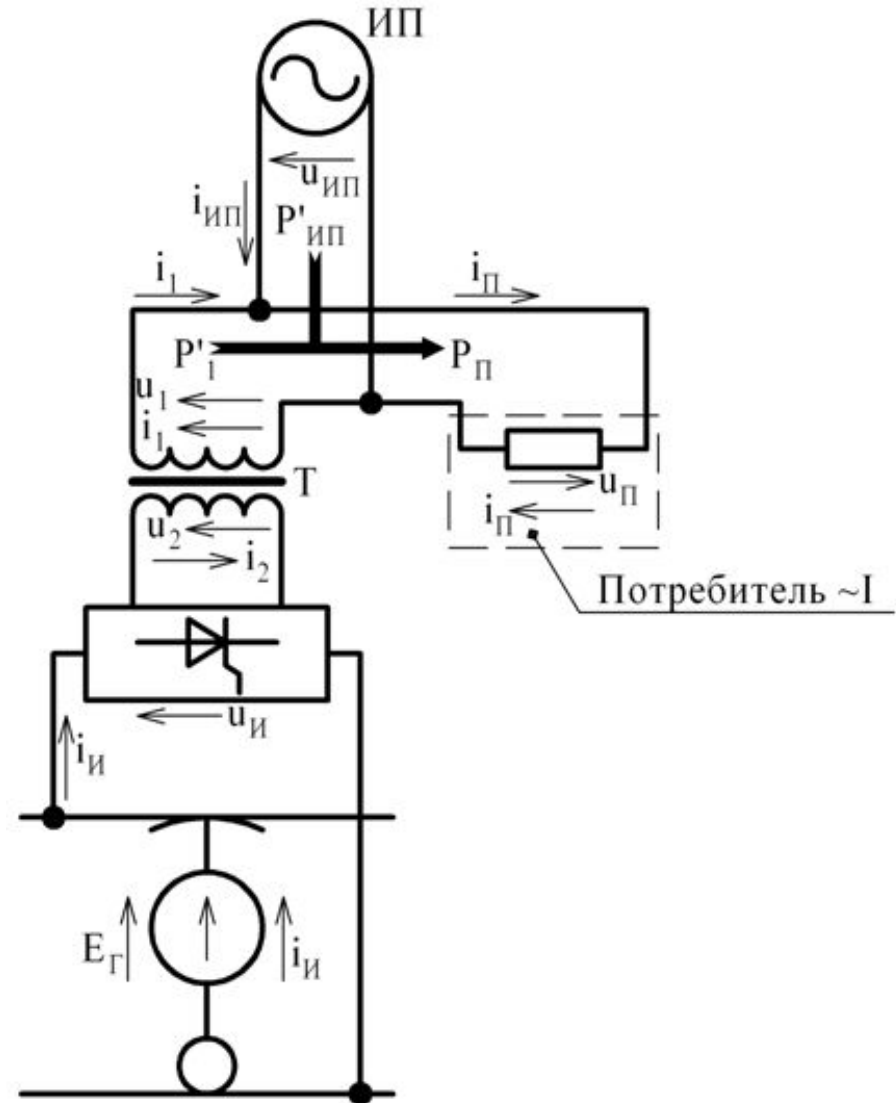 ИП
u_ИП
i_ИП
P'_ИП
i_1
i_П
P'_1
P_П
u_1
i_1
T
u_П
i_П
u_2
i_2
Потребитель ~I
u_И
i_И
E_Г
i_И